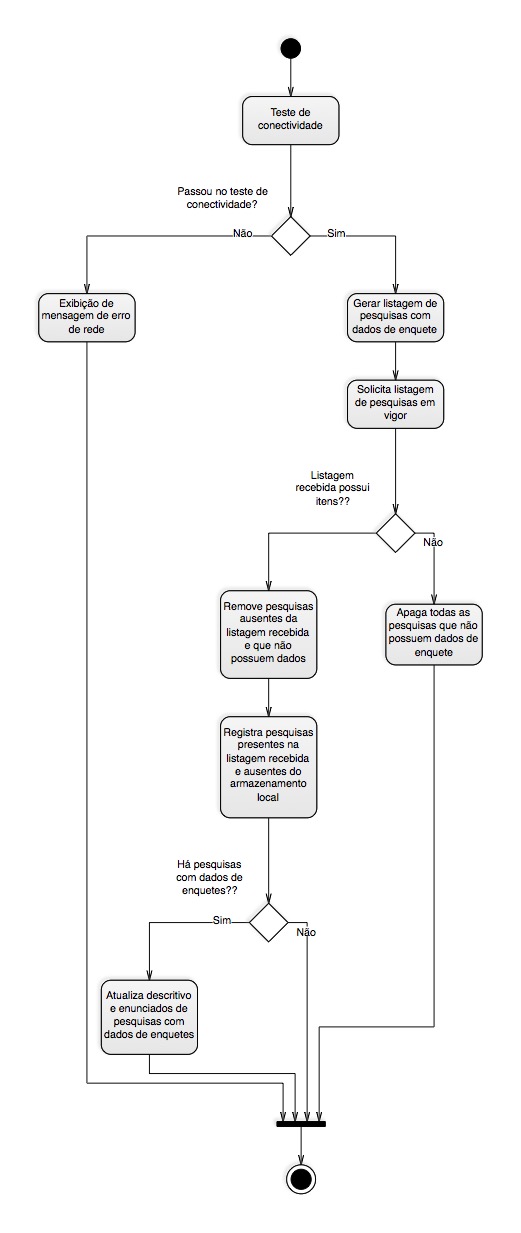 Teste de
conectividade
Passou no teste de
conectividade?
Não
Sim
Exibição de
mensagem de erro
de rede
Gerar listagem de
pesquisas com
dados de enquete
Solicita listagem
de pesquisas em
vigor
Listagem
recebida possui
itens??
Não
Remove pesquisas
ausentes da
listagem recebida
e que não
possuem dados
Apaga todas as
pesquisas que não
possuem dados de
enquete
Registra pesquisas
presentes na
listagem recebida
e ausentes do
armazenamento
local
Há pesquisas
com dados de
enquetes??
Sim
Não
Atualiza descritivo
e enunciados de
pesquisas com
dados de enquetes